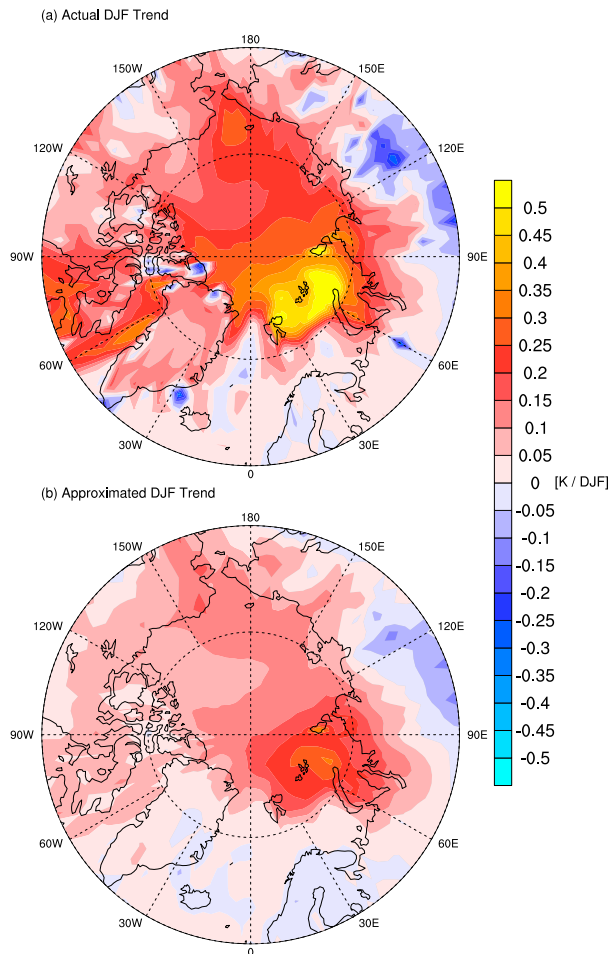 (a) Actual DJF Trend
180
150W
150E
120W
120E
90W
90E
60W
60E
30W
30E
0
0.5
0.45
0.4
0.35
0.3
0.25
0.2
0.15
0.1
0.05
0 [K / DJF]
-0.05
-0.1
-0.15
-0.2
-0.25
-0.3
-0.35
-0.4
-0.45
-0.5
(b) Approximated DJF Trend
180
150W
150E
120W
120E
90W
90E
60W
60E
30W
30E
0